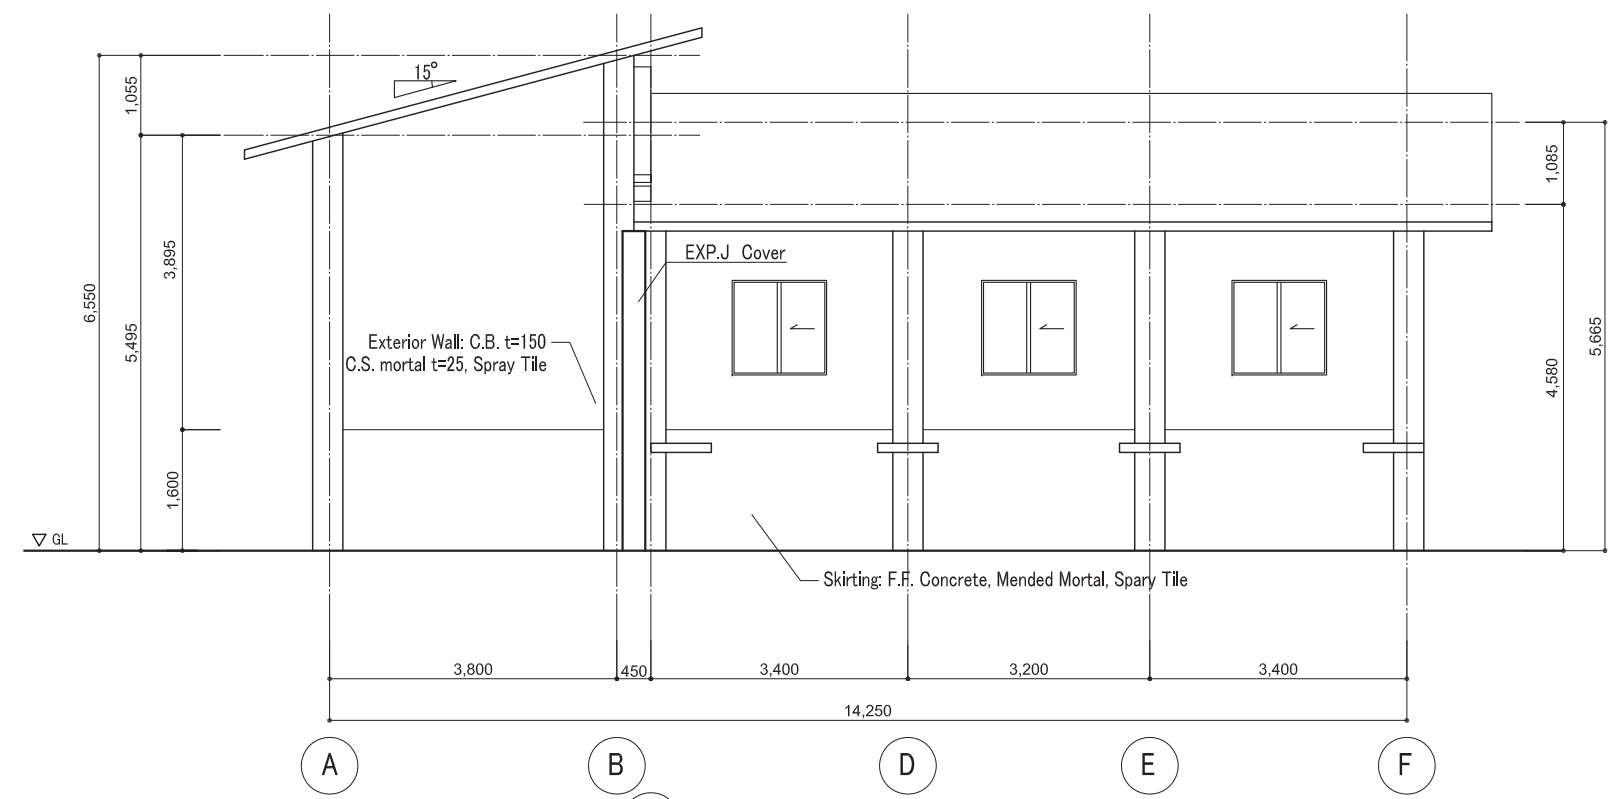 15°
1,055
1,085
EXP.J Cover
3,895
6,550
5,495
Exterior Wall: C.B. t=150
C.S. mortal t=25, Spray Tile
5,665
4,580
1,600
GL
Skirting: F.F. Concrete, Mended Mortal, Spary Tile
3,800
450
3,400
3,200
3,400
14,250
A
B
D
E
F